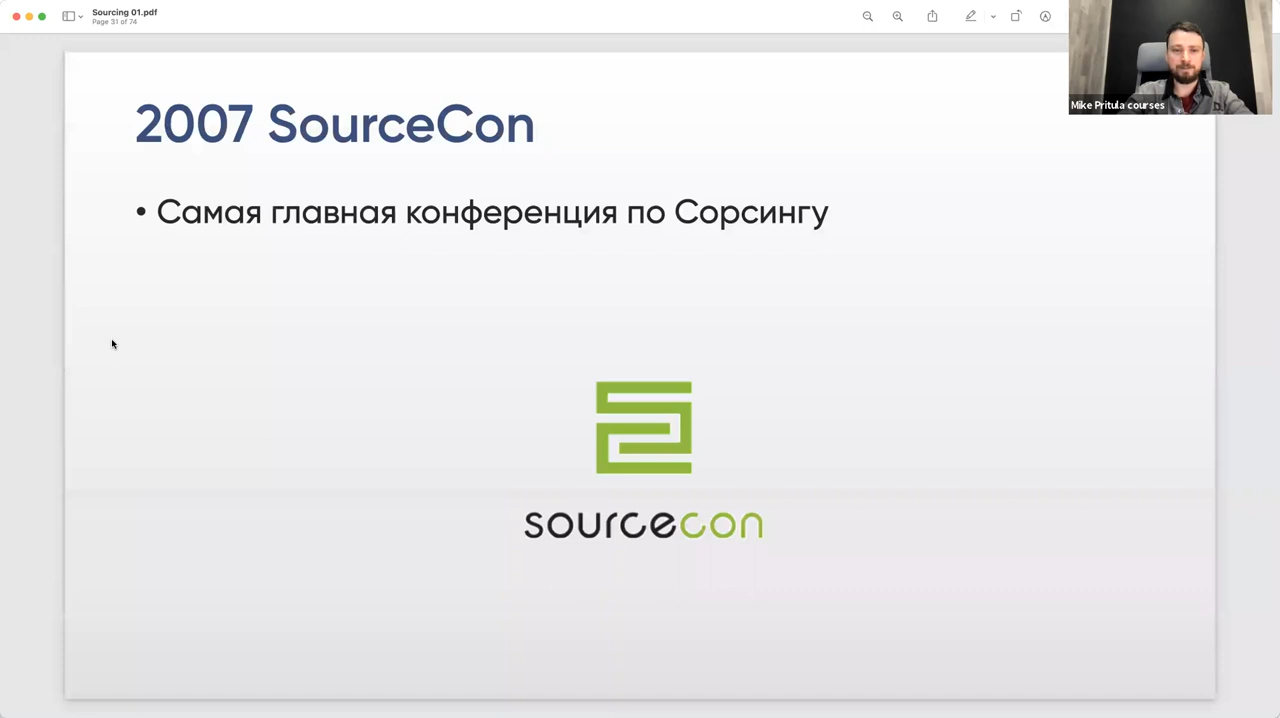 Sourcing 01.pdf
Page 31 of 74
Mike Pritula courses
2007 SourceCon
• Самая главная конференция по Сорсингу
sourcecon